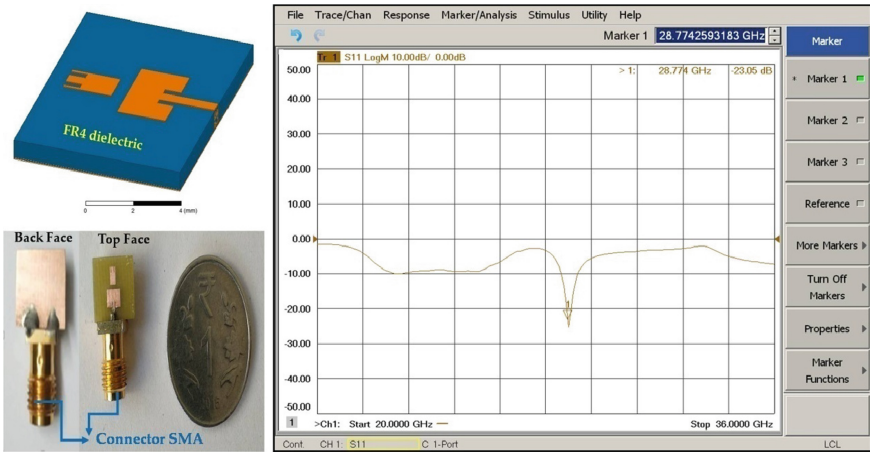 FR4 dielectric
0 2 4 (mm)
Back Face Top Face
Connector SMA
File Trace/Chan Response Marker/Analysis Stimulus Utility Help
Marker 1 28.7742593183 GHz
Tr 1 S11 LogM 10.00dB/ 0.00dB
> 1: 28.774 GHz -23.05 dB
50.00
40.00
30.00
20.00
10.00
0.00
-10.00
-20.00
-30.00
-40.00
-50.00
1
1 >Ch1: Start 20.0000 GHz Stop 36.0000 GHz
Cont. CH 1: S11 C 1-Port LCL
Marker
Marker 1
Marker 2
Marker 3
Reference
More Markers
Turn Off
Markers
Properties
Marker
Functions